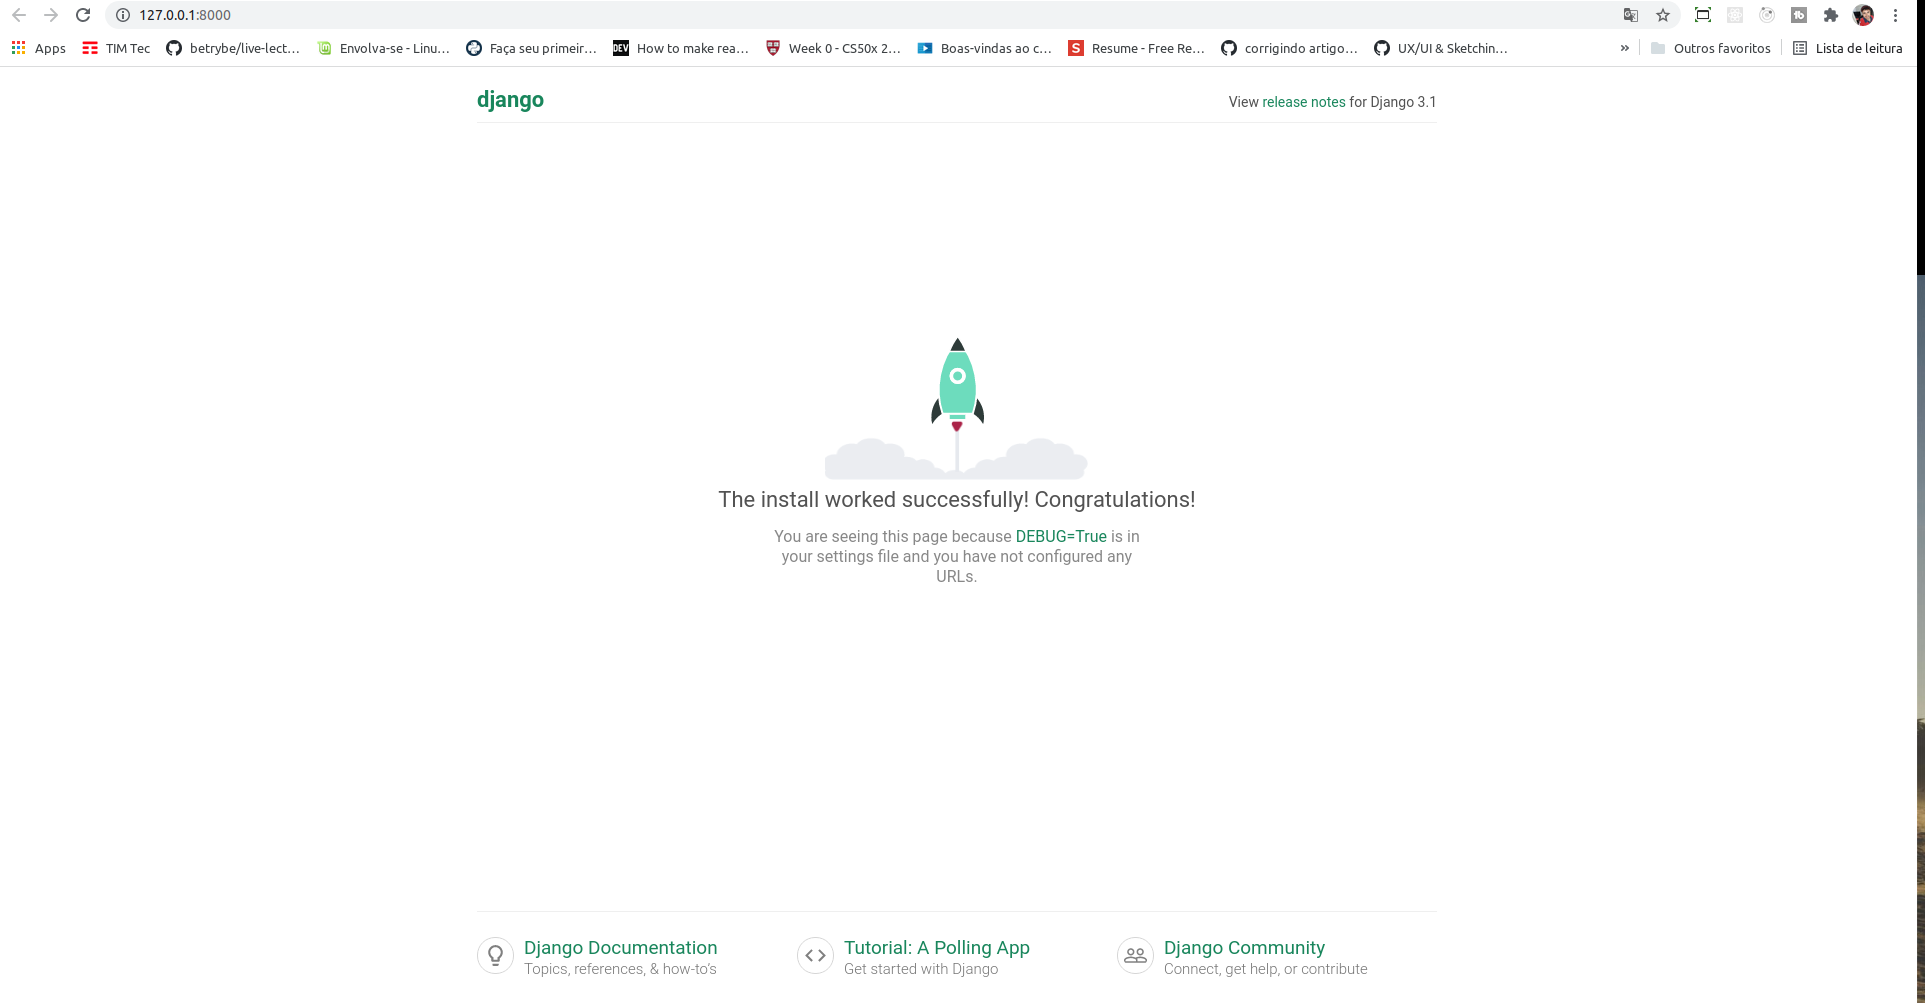 127.0.0.1:8000
Apps TIM Tec betrybe/live-lect... Envolva-se - Linu... Faça seu primeir... DEV How to make rea... Week 0 - CS50x 2... Boas-vindas ao c... S Resume - Free Re... corrigindo artigo... UX/UI & Sketchin... » Outros favoritos Lista de leitura
django View release notes for Django 3.1
The install worked successfully! Congratulations!
You are seeing this page because DEBUG=True is in
your settings file and you have not configured any
URLs.
Django Documentation Tutorial: A Polling App Django Community
Topics, references, & how-to’s Get started with Django Connect, get help, or contribute